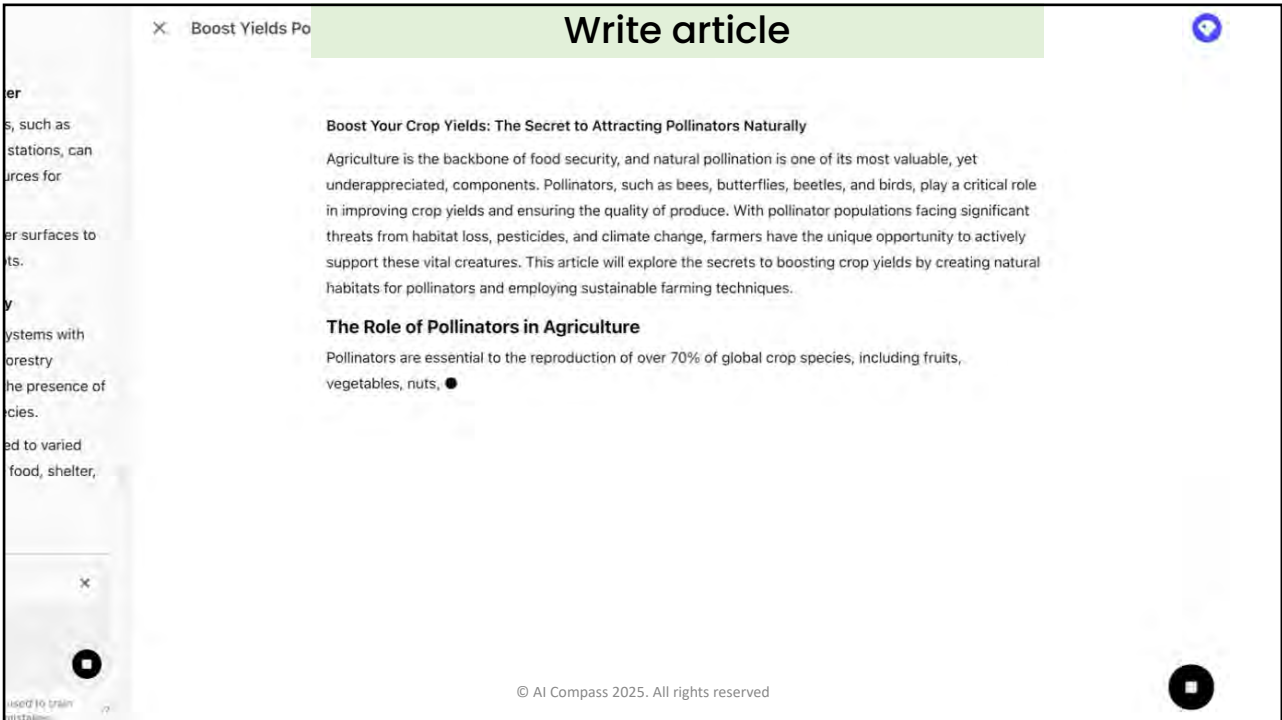 Write article
Boost Yields Po
er
s, such as
stations, can
urces for
er surfaces to
ts.
y
ystems with
orestry
he presence of
cies.
ed to varied
food, shelter,
used to train
Boost Your Crop Yields: The Secret to Attracting Pollinators Naturally
Agriculture is the backbone of food security, and natural pollination is one of its most valuable, yet
underappreciated, components. Pollinators, such as bees, butterflies, beetles, and birds, play a critical role
in improving crop yields and ensuring the quality of produce. With pollinator populations facing significant
threats from habitat loss, pesticides, and climate change, farmers have the unique opportunity to actively
support these vital creatures. This article will explore the secrets to boosting crop yields by creating natural
habitats for pollinators and employing sustainable farming techniques.
The Role of Pollinators in Agriculture
Pollinators are essential to the reproduction of over 70% of global crop species, including fruits,
vegetables, nuts,
© AI Compass 2025. All rights reserved